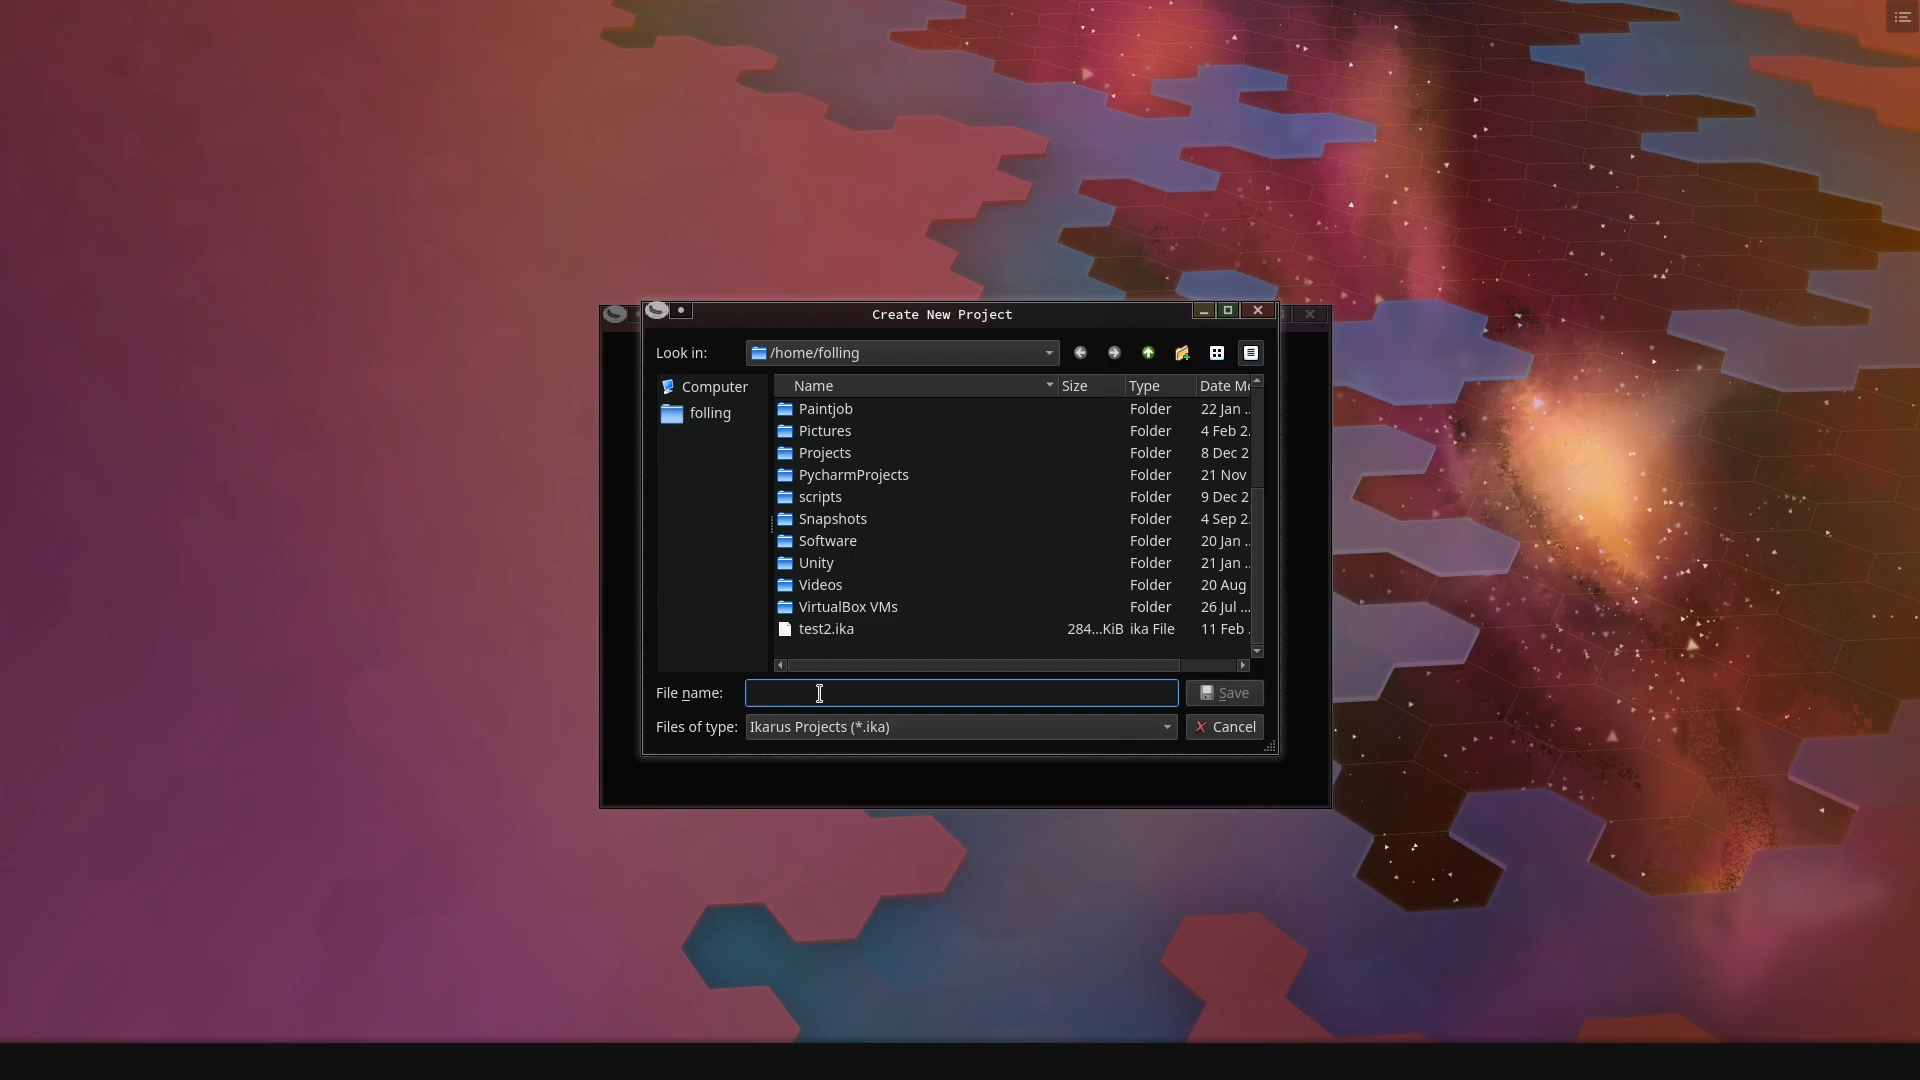 Create New Project
Look in: /home/folling
Computer
folling
Name Size Type Date Mo
Paintjob Folder 22 Jan ..
Pictures Folder 4 Feb 2.
Projects Folder 8 Dec 2
PycharmProjects Folder 21 Nov
scripts Folder 9 Dec 2
Snapshots Folder 4 Sep 2.
Software Folder 20 Jan ..
Unity Folder 21 Jan ..
Videos Folder 20 Aug
VirtualBox VMs Folder 26 Jul ...
test2.ika 284...KiB ika File 11 Feb .
File name: Save
Files of type: Ikarus Projects (*.ika) Cancel